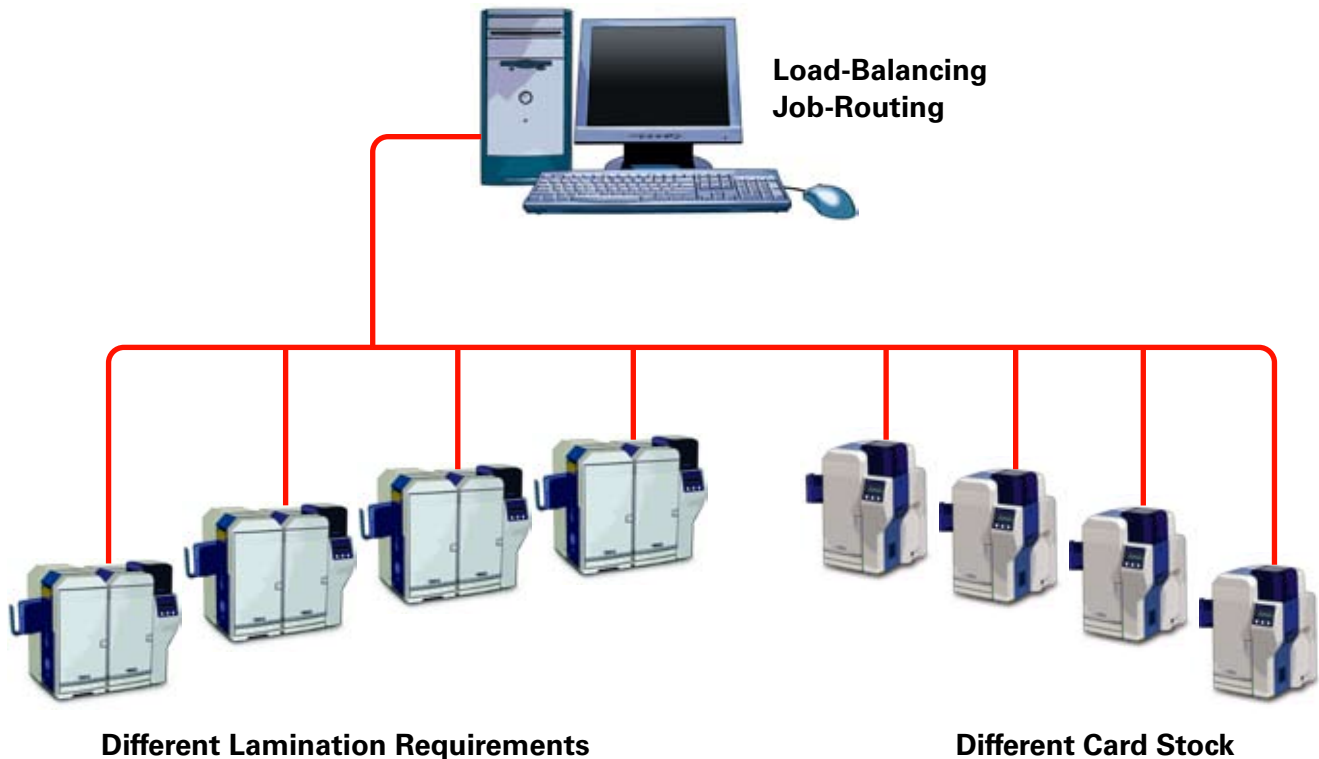 Load-Balancing
Job-Routing
Different Lamination Requirements
Different Card Stock